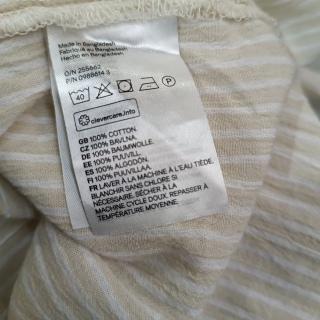 Made in Bangladesh
Fabriqué au Bangladesh
Hecho en Bangladesh
O/N 255662
P/N 0988614 3
40
P
clevercare.info
GB 100% COTTON.
CZ 100% BAVLNA.
DE 100% BAUMWOLLE.
EE 100% PUUVILL.
ES 100% ALGODÓN.
FI 100% PUUVILLAA.
FR LAVER À LA MACHINE À L'EAU TIÈDE.
BLANCHIR SANS CHLORE SI
NÉCESSAIRE. SÉCHER À LA
MACHINE CYCLE DOUX. REPASSER À
TEMPÉRATURE MOYENNE.